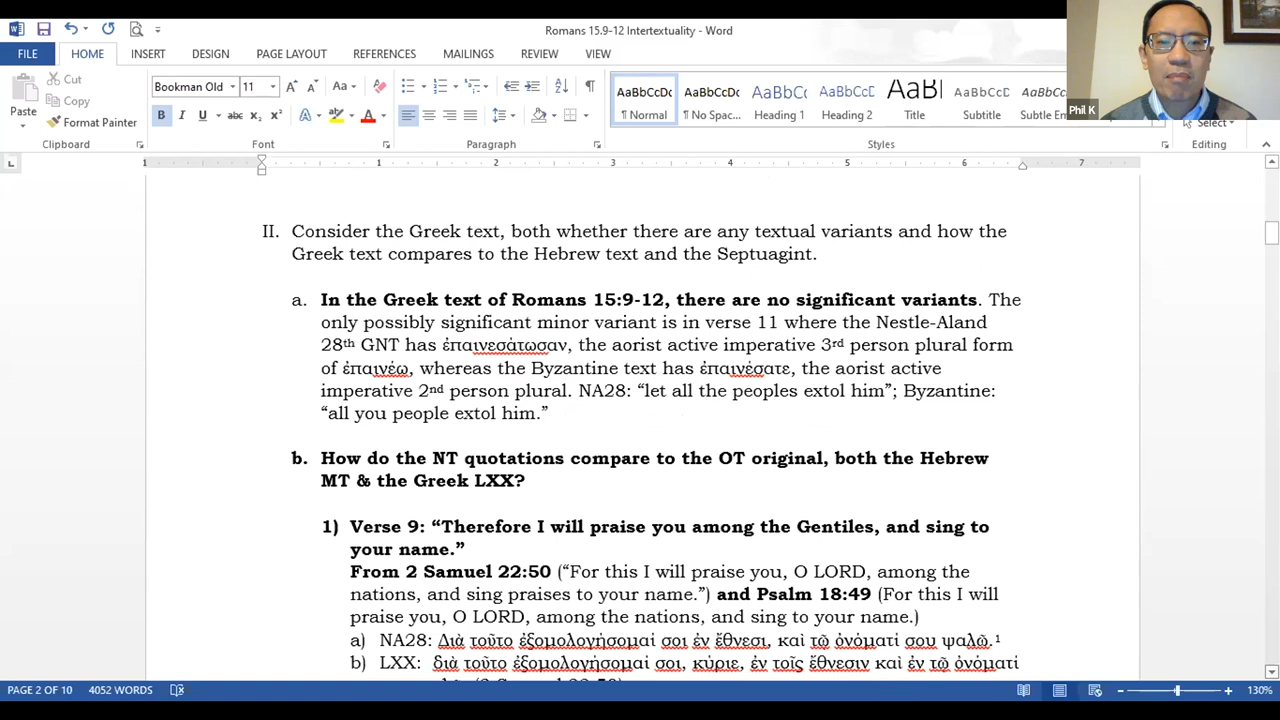 Romans 15.9-12 Intertextuality - Word
FILE HOME INSERT DESIGN PAGE LAYOUT REFERENCES MAILINGS REVIEW VIEW
Cut
Copy
Paste
Format Painter
Bookman Old 11
Aa
B I U abc x₂ x²
AaBbCcDc AaBbCcDc AaBbCc AaBbCcD AaBl AaBbCcD
¶ Normal ¶ No Spac... Heading 1 Heading 2 Title Subtitle Subtle Em
Select
Clipboard Font Paragraph Styles Editing
Phil K
1 1 2 3 4 5 6 7
II. Consider the Greek text, both whether there are any textual variants and how the
Greek text compares to the Hebrew text and the Septuagint.
a. In the Greek text of Romans 15:9-12, there are no significant variants. The
only possibly significant minor variant is in verse 11 where the Nestle-Aland
28th GNT has ἐπαινεσάτωσαν, the aorist active imperative 3rd person plural form
of ἐπαινέω, whereas the Byzantine text has ἐπαινέσατε, the aorist active
imperative 2nd person plural. NA28: “let all the peoples extol him”; Byzantine:
“all you people extol him.”
b. How do the NT quotations compare to the OT original, both the Hebrew
MT & the Greek LXX?
1) Verse 9: “Therefore I will praise you among the Gentiles, and sing to
your name.”
From 2 Samuel 22:50 (“For this I will praise you, O LORD, among the
nations, and sing praises to your name.”) and Psalm 18:49 (For this I will
praise you, O LORD, among the nations, and sing to your name.)
a) NA28: Διὰ τοῦτο ἐξομολογήσομαί σοι ἐν ἔθνεσι, καὶ τῷ ὀνόματί σου ψαλῶ.¹
b) LXX: διὰ τοῦτο ἐξομολογήσομαί σοι, κύριε, ἐν τοῖς ἔθνεσιν καὶ ἐν τῷ ὀνόματί
PAGE 2 OF 10 4052 WORDS 130%